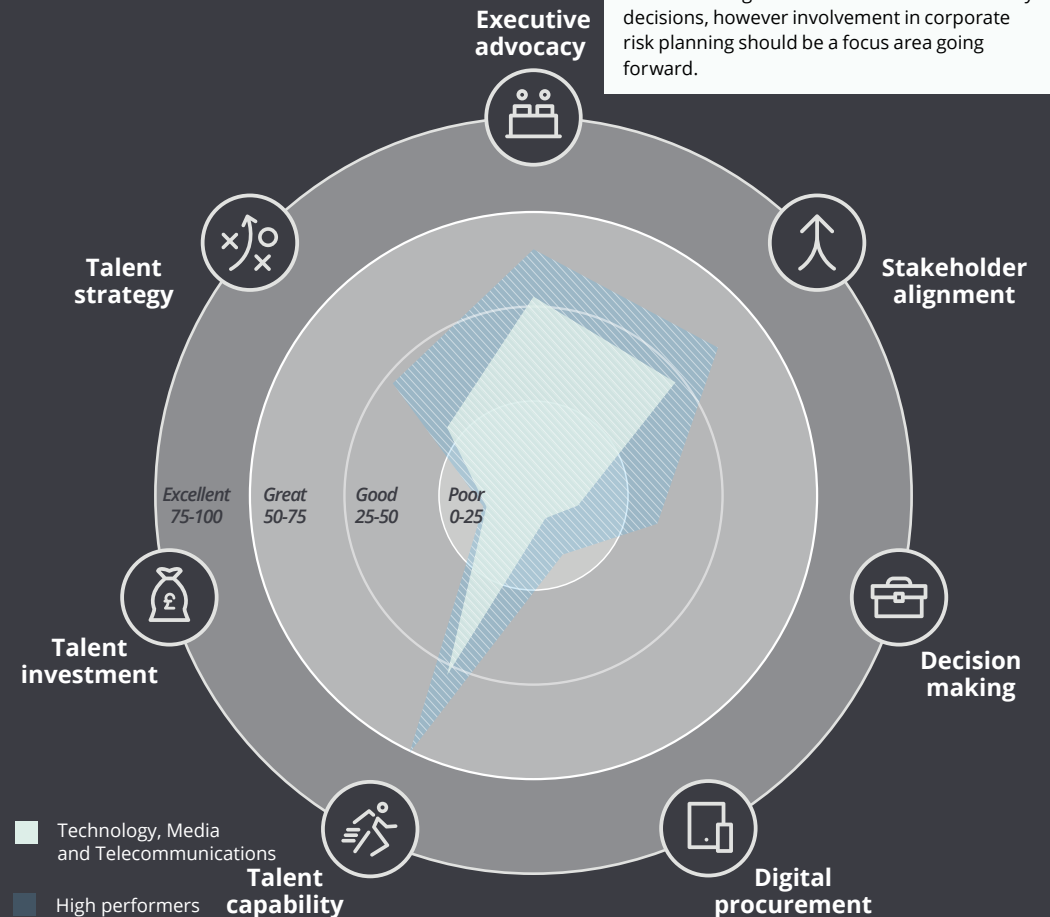 decisions, however involvement in corporate
risk planning should be a focus area going
forward.
Executive
advocacy
Talent
strategy
Stakeholder
alignment
Excellent
75-100
Great
50-75
Good
25-50
Poor
0-25
£
Talent
investment
Decision
making
Technology, Media
and Telecommunications
High performers
Talent
capability
Digital
procurement